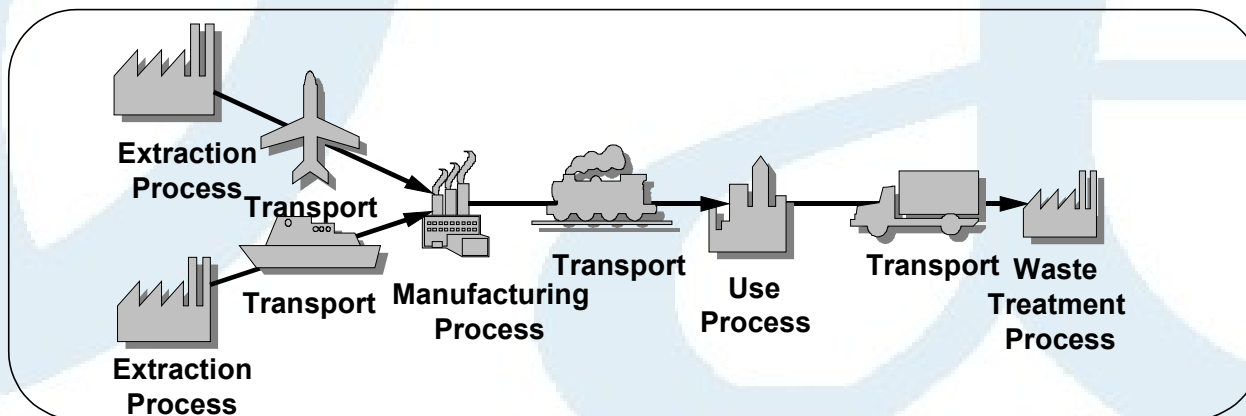 Extraction
Process
Transport
Extraction
Process
Transport
Manufacturing
Process
Transport
Use
Process
Transport
Waste
Treatment
Process